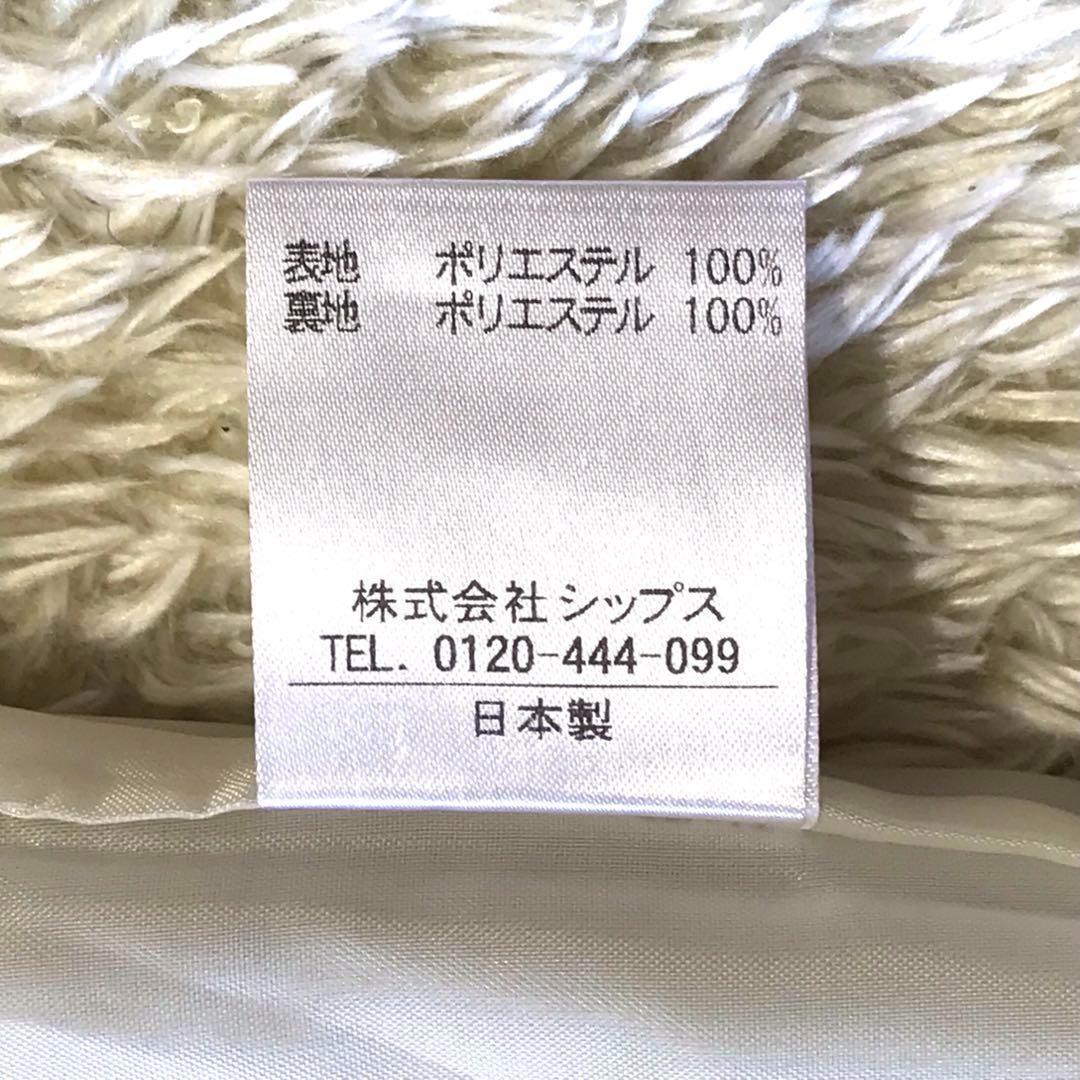 表地 ポリエステル 100%
裏地 ポリエステル 100%
株式会社シップス
TEL. 0120-444-099
日本製